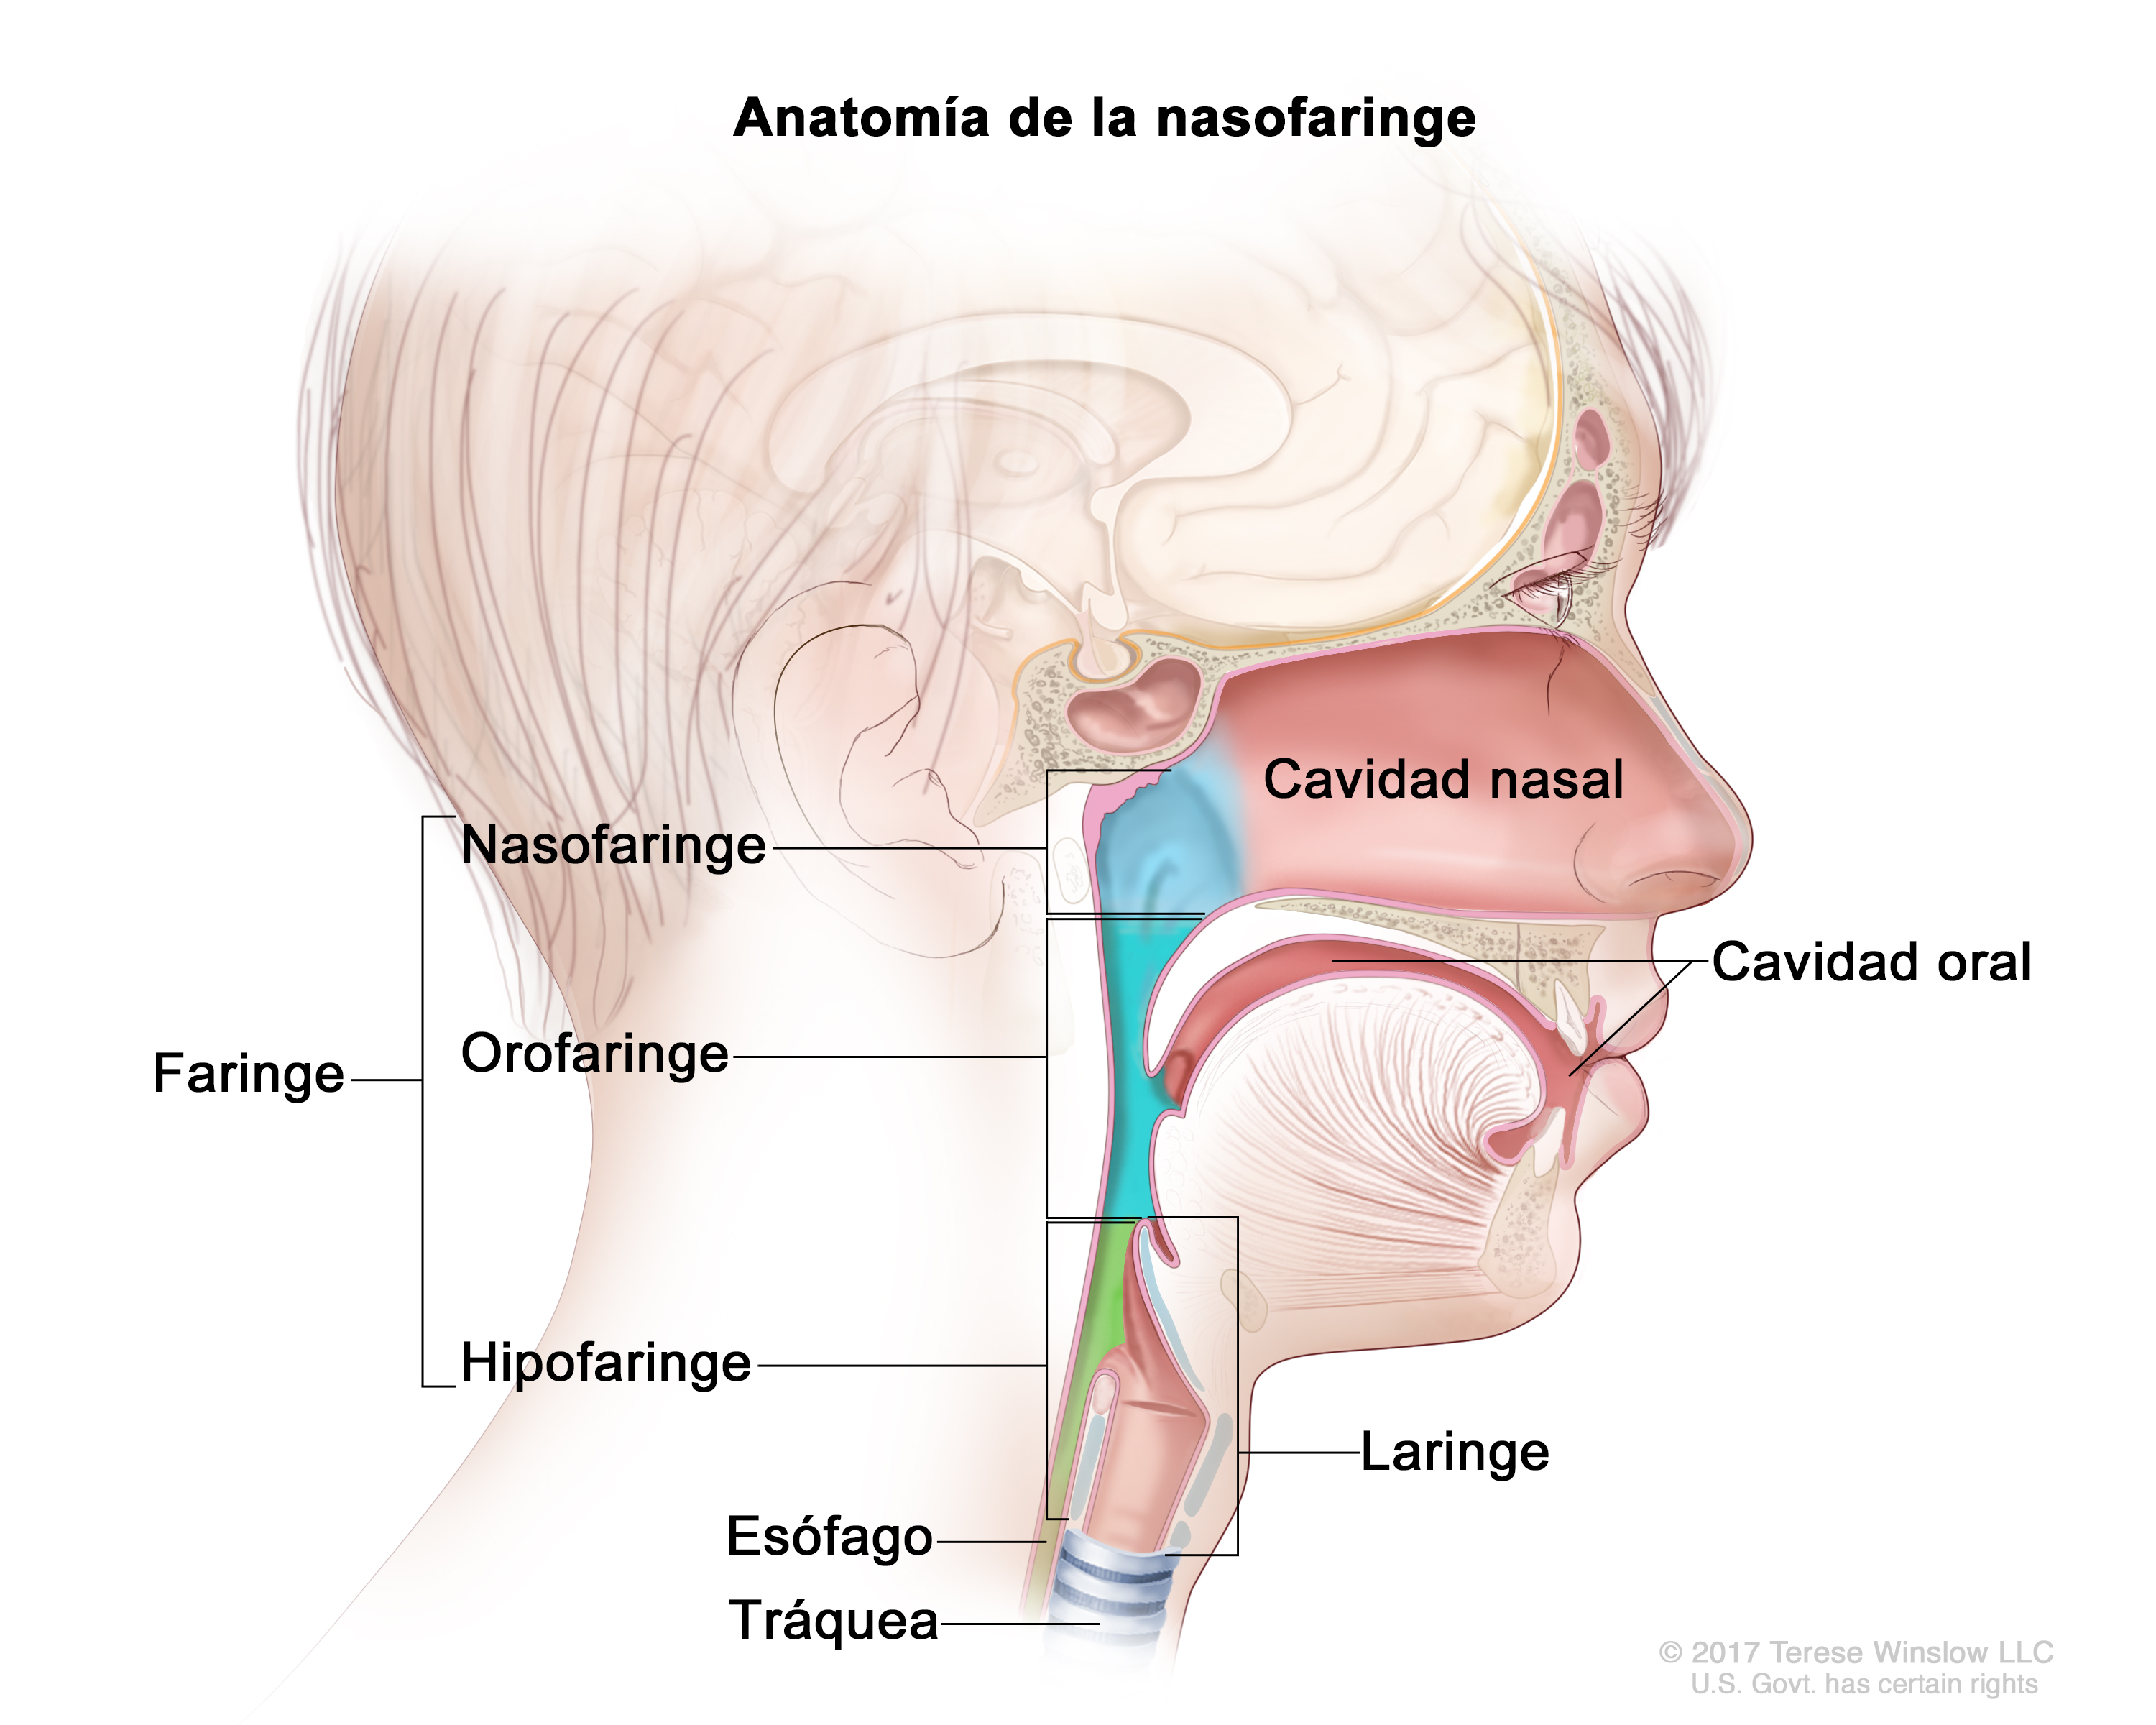 Anatomía de la nasofaringe
Cavidad nasal
Nasofaringe
Cavidad oral
Orofaringe
Faringe
Hipofaringe
Laringe
Esófago
Tráquea
© 2017 Terese Winslow LLC
U.S. Govt. has certain rights